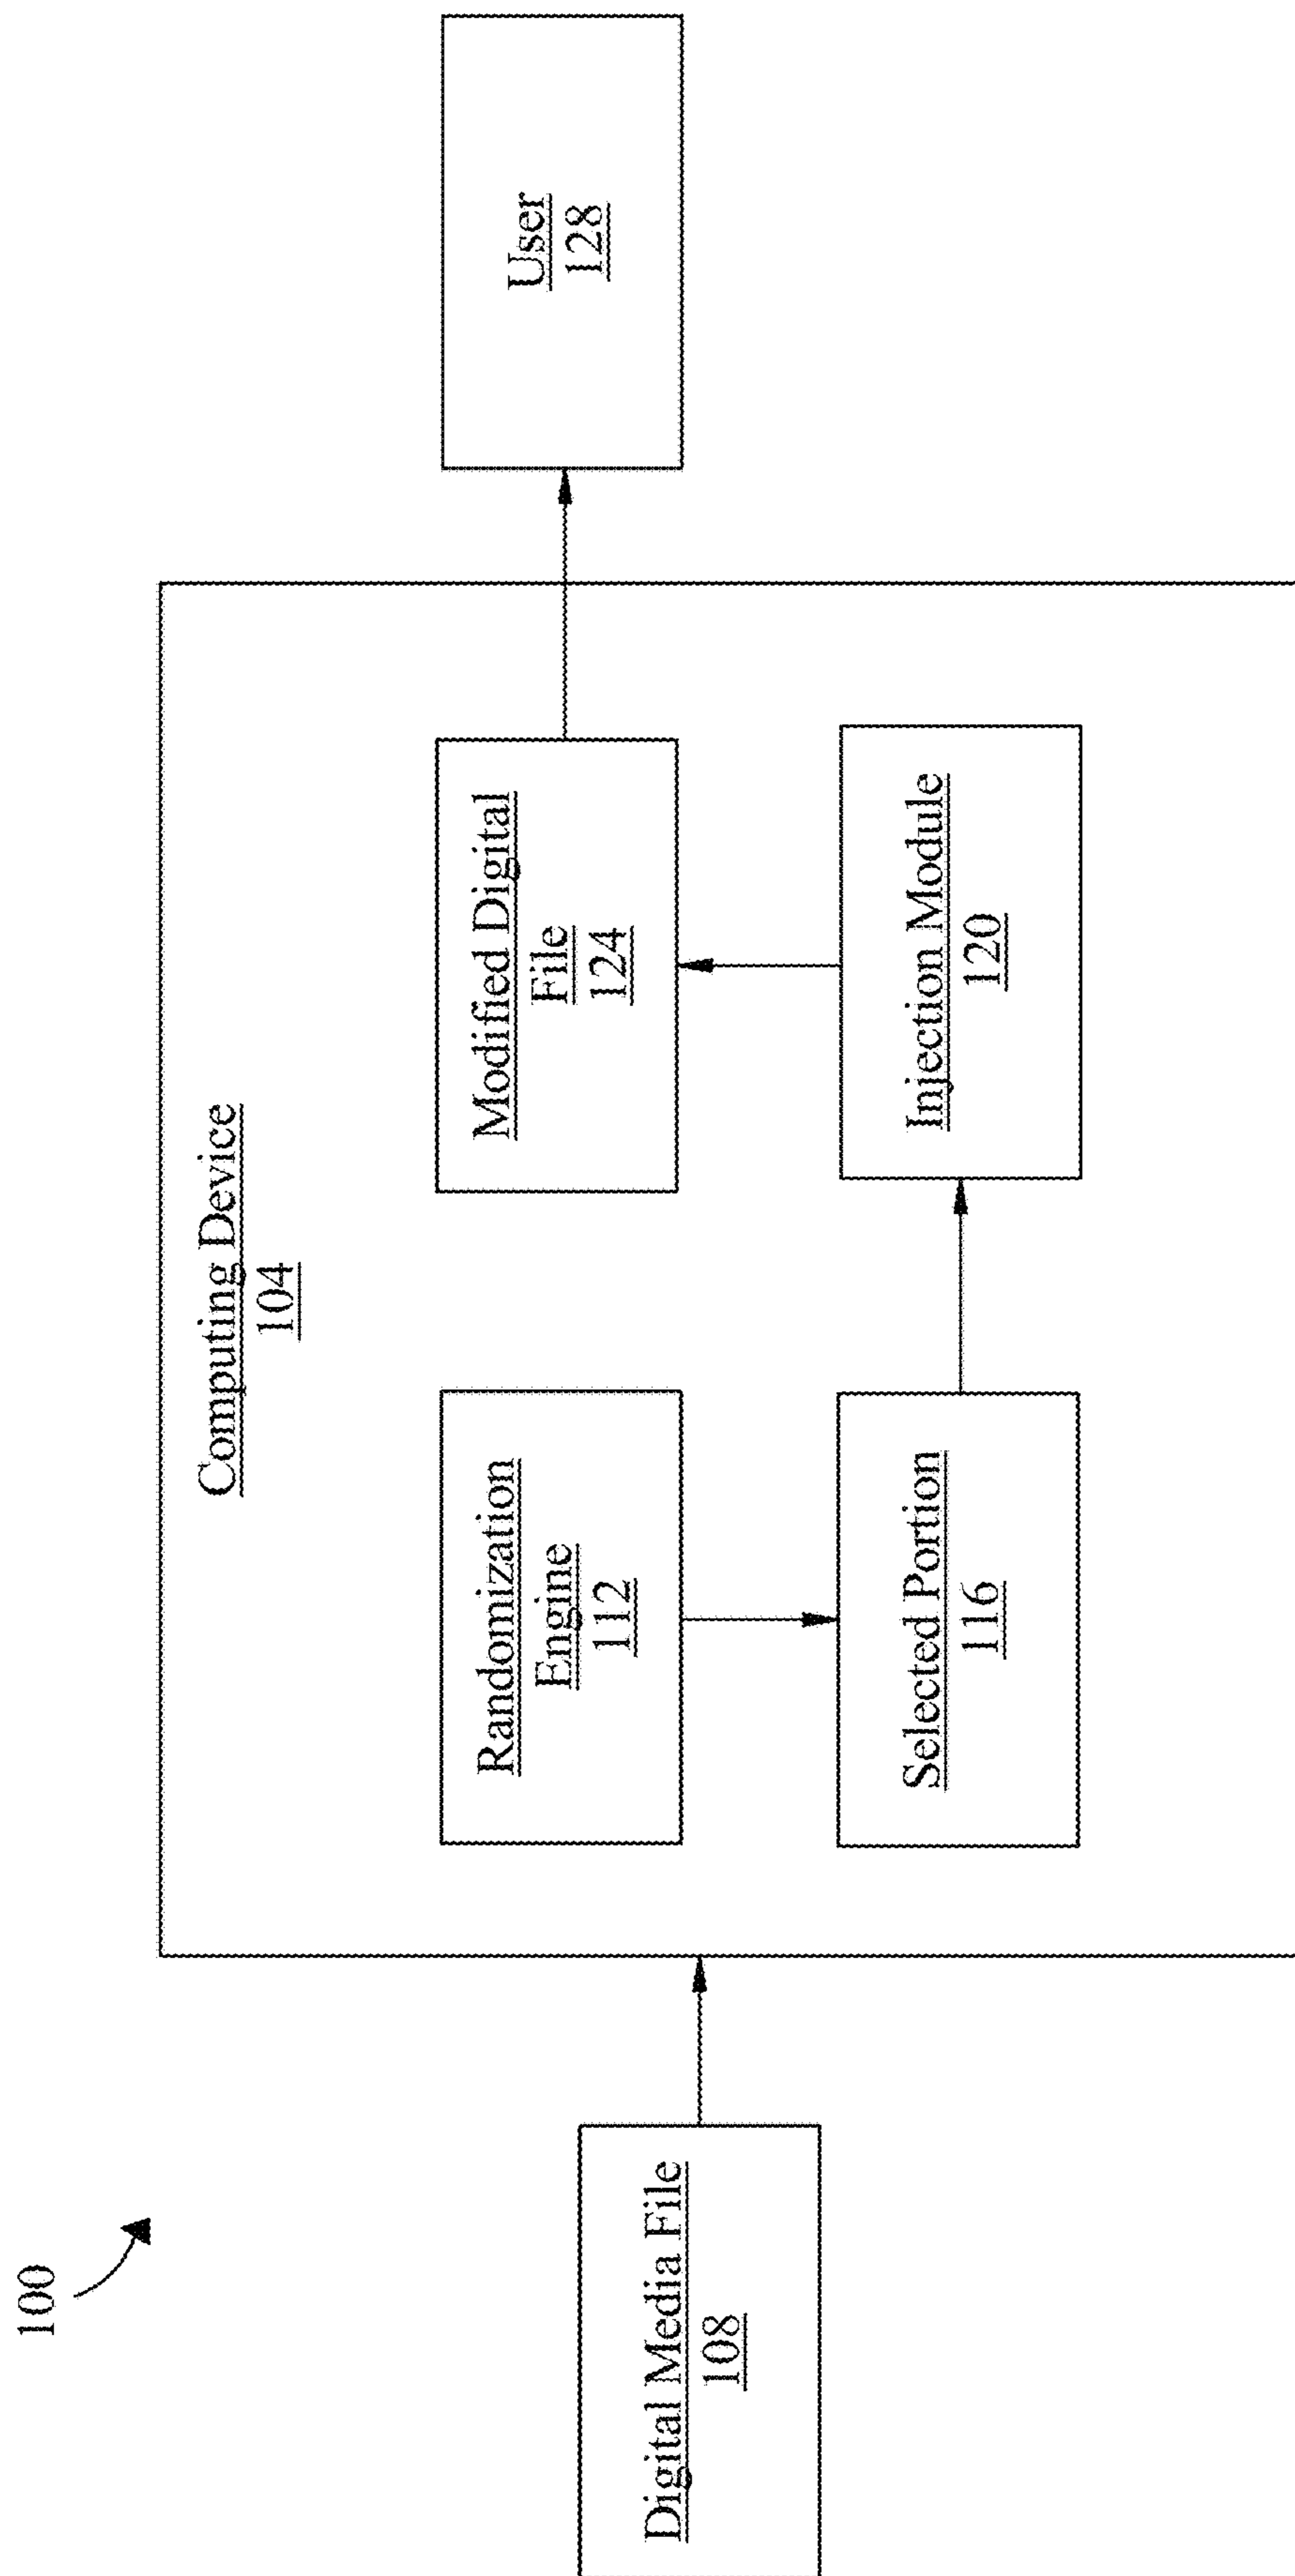 100
Computing Device
104
Digital Media File
108
Randomization
Engine
112
Selected Portion
116
Modified Digital
File
124
Injection Module
120
User
128